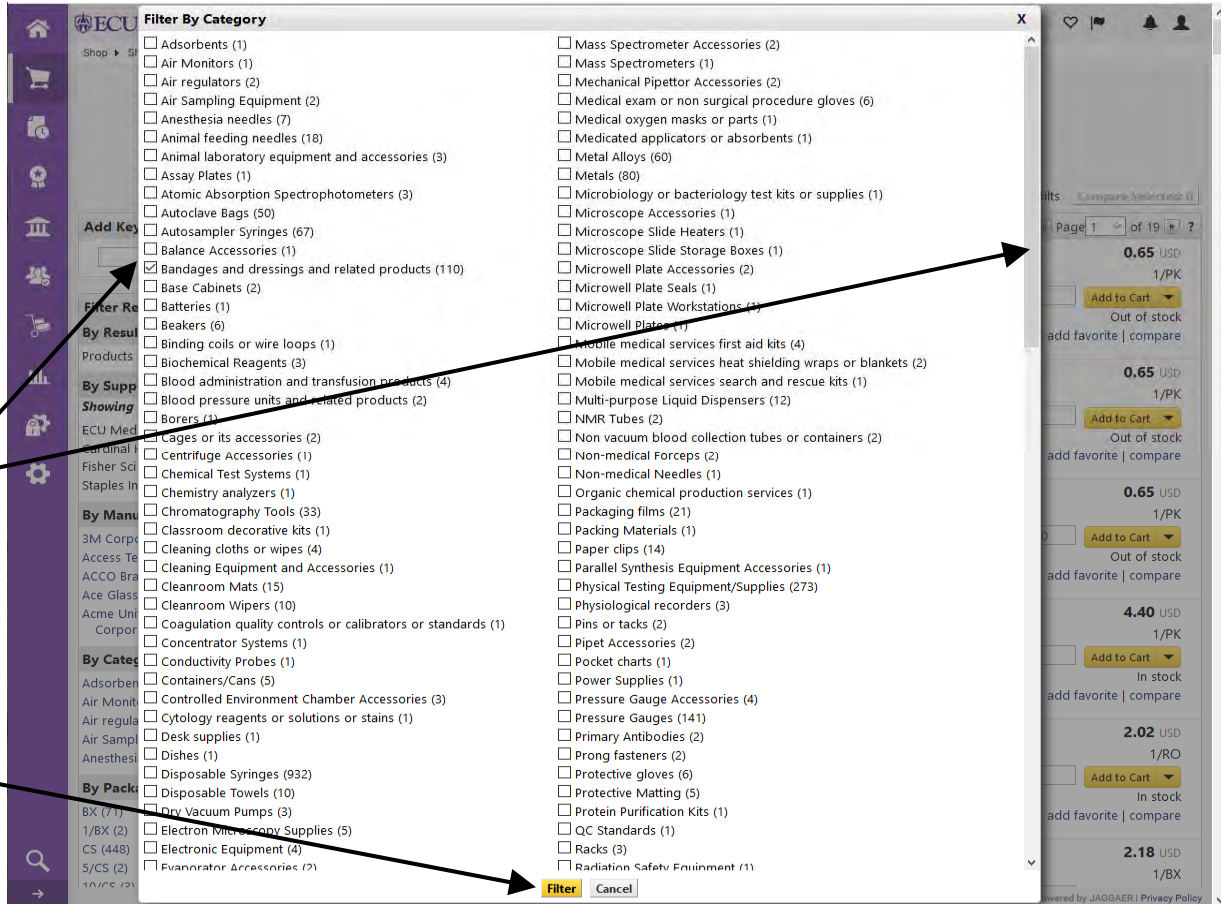 ECU
Shop ▸ S
Filter By Category
X
Adsorbents (1)
Air Monitors (1)
Air regulators (2)
Air Sampling Equipment (2)
Anesthesia needles (7)
Animal feeding needles (18)
Animal laboratory equipment and accessories (3)
Assay Plates (1)
Atomic Absorption Spectrophotometers (3)
Autoclave Bags (50)
Autosampler Syringes (67)
Balance Accessories (1)
Bandages and dressings and related products (110)
Base Cabinets (2)
Batteries (1)
Beakers (6)
Binding coils or wire loops (1)
Biochemical Reagents (3)
Blood administration and transfusion products (4)
Blood pressure units and related products (2)
Borers (1)
Cages or its accessories (2)
Centrifuge Accessories (1)
Chemical Test Systems (1)
Chemistry analyzers (1)
Chromatography Tools (33)
Classroom decorative kits (1)
Cleaning cloths or wipes (4)
Cleaning Equipment and Accessories (1)
Cleanroom Mats (15)
Cleanroom Wipers (10)
Coagulation quality controls or calibrators or standards (1)
Concentrator Systems (1)
Conductivity Probes (1)
Containers/Cans (5)
Controlled Environment Chamber Accessories (3)
Cytology reagents or solutions or stains (1)
Desk supplies (1)
Dishes (1)
Disposable Syringes (932)
Disposable Towels (10)
Dry Vacuum Pumps (3)
Electron Microscopy Supplies (5)
Electronic Equipment (4)
Evaporator Accessories (2)
Mass Spectrometer Accessories (2)
Mass Spectrometers (1)
Mechanical Pipettor Accessories (2)
Medical exam or non surgical procedure gloves (6)
Medical oxygen masks or parts (1)
Medicated applicators or absorbents (1)
Metal Alloys (60)
Metals (80)
Microbiology or bacteriology test kits or supplies (1)
Microscope Accessories (1)
Microscope Slide Heaters (1)
Microscope Slide Storage Boxes (1)
Microwell Plate Accessories (2)
Microwell Plate Seals (1)
Microwell Plate Workstations (1)
Microwell Plates (1)
Mobile medical services first aid kits (4)
Mobile medical services heat shielding wraps or blankets (2)
Mobile medical services search and rescue kits (1)
Multi-purpose Liquid Dispensers (12)
NMR Tubes (2)
Non vacuum blood collection tubes or containers (2)
Non-medical Forceps (2)
Non-medical Needles (1)
Organic chemical production services (1)
Packaging films (21)
Packing Materials (1)
Paper clips (14)
Parallel Synthesis Equipment Accessories (1)
Physical Testing Equipment/Supplies (273)
Physiological recorders (3)
Pins or tacks (2)
Pipet Accessories (2)
Pocket charts (1)
Power Supplies (1)
Pressure Gauge Accessories (4)
Pressure Gauges (141)
Primary Antibodies (2)
Prong fasteners (2)
Protective gloves (6)
Protective Matting (5)
Protein Purification Kits (1)
QC Standards (1)
Racks (3)
Radiation Safety Equipment (1)
Filter
Cancel
Add Key
Filter Re
By Resul
Products
By Supp
Showing
ECU Med
Cardinal H
Fisher Sci
Staples In
By Manu
3M Corpo
Access Te
ACCO Bra
Ace Glass
Acme Uni
Corpor
By Categ
Adsorben
Air Monit
Air regula
Air Sampl
Anesthesi
By Packa
BX (71)
1/BX (2)
CS (448)
5/CS (2)
10/CS (3)
ults Compare Selected: 0
Page 1 of 19 ?
0.65 USD
1/PK
Add to Cart
Out of stock
add favorite | compare
0.65 USD
1/PK
Add to Cart
Out of stock
add favorite | compare
0.65 USD
1/PK
Add to Cart
Out of stock
add favorite | compare
4.40 USD
1/PK
Add to Cart
In stock
add favorite | compare
2.02 USD
1/RO
Add to Cart
In stock
add favorite | compare
2.18 USD
1/BX
owered by JAGGAER | Privacy Policy